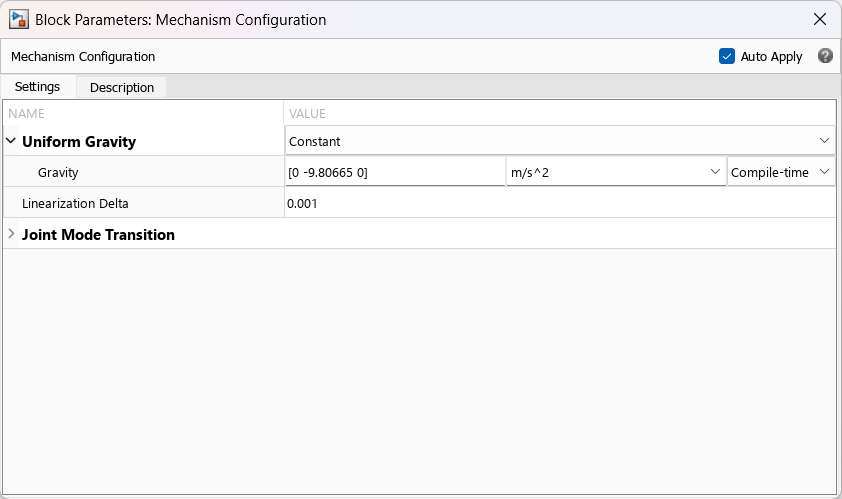 Block Parameters: Mechanism Configuration
Mechanism Configuration
Auto Apply
Settings
Description
NAME
VALUE
Uniform Gravity
Constant
Gravity
[0 -9.80665 0]
m/s^2
Compile-time
Linearization Delta
0.001
Joint Mode Transition